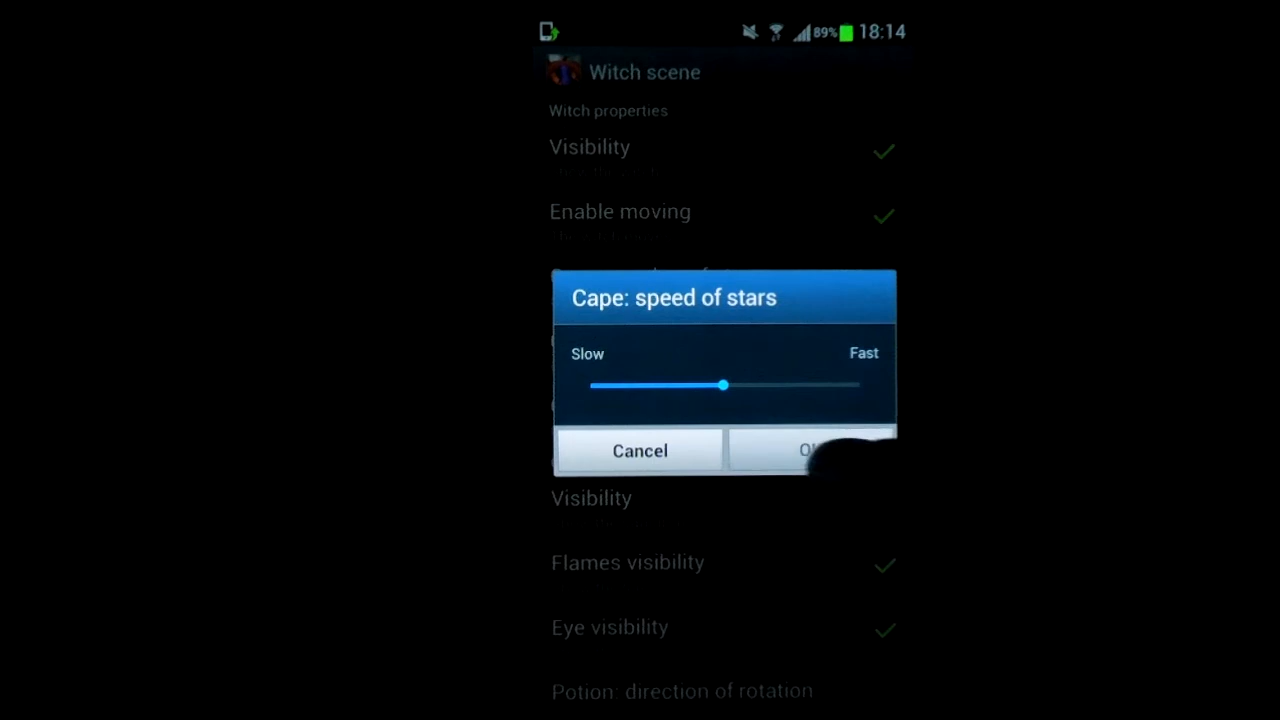 89% 18:14
Witch scene
Witch properties
Visibility
Enable moving
Cape: speed of stars
Slow Fast
Cancel
Visibility
Flames visibility
Eye visibility
Potion: direction of rotation